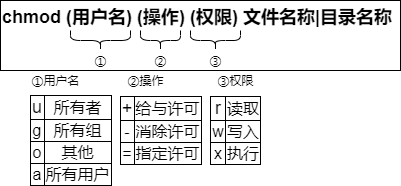 chmod (用户名) (操作) (权限) 文件名称|目录名称
① ② ③
①用户名 ②操作 ③权限
u 所有者 + 给与许可 r 读取
g 所有组 - 消除许可 w 写入
o 其他 = 指定许可 x 执行
a 所有用户